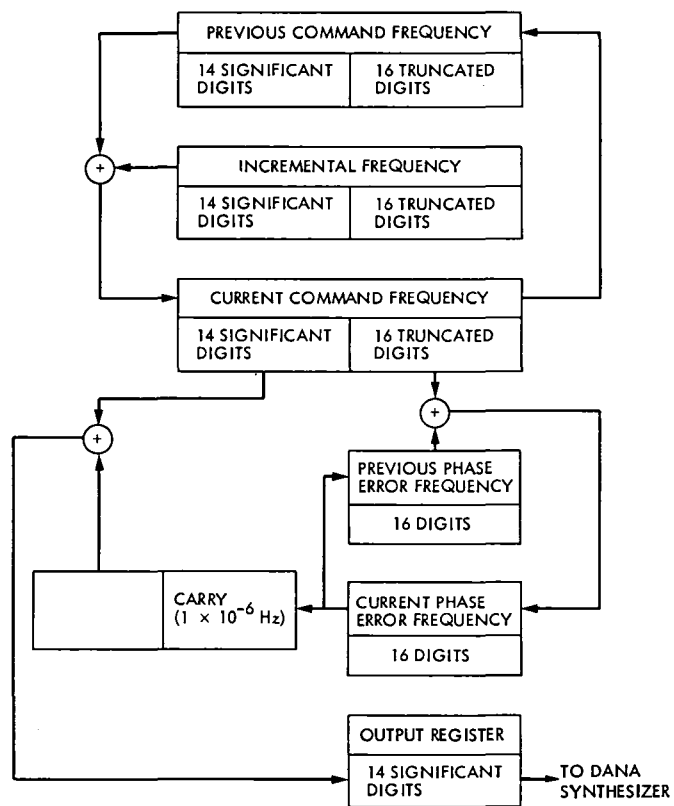 PREVIOUS COMMAND FREQUENCY
14 SIGNIFICANT DIGITS
16 TRUNCATED DIGITS
+
INCREMENTAL FREQUENCY
14 SIGNIFICANT DIGITS
16 TRUNCATED DIGITS
CURRENT COMMAND FREQUENCY
14 SIGNIFICANT DIGITS
16 TRUNCATED DIGITS
+
+
PREVIOUS PHASE
ERROR FREQUENCY
16 DIGITS
CARRY
(1 × 10⁻⁶ Hz)
CURRENT PHASE
ERROR FREQUENCY
16 DIGITS
OUTPUT REGISTER
14 SIGNIFICANT
DIGITS
TO DANA
SYNTHESIZER